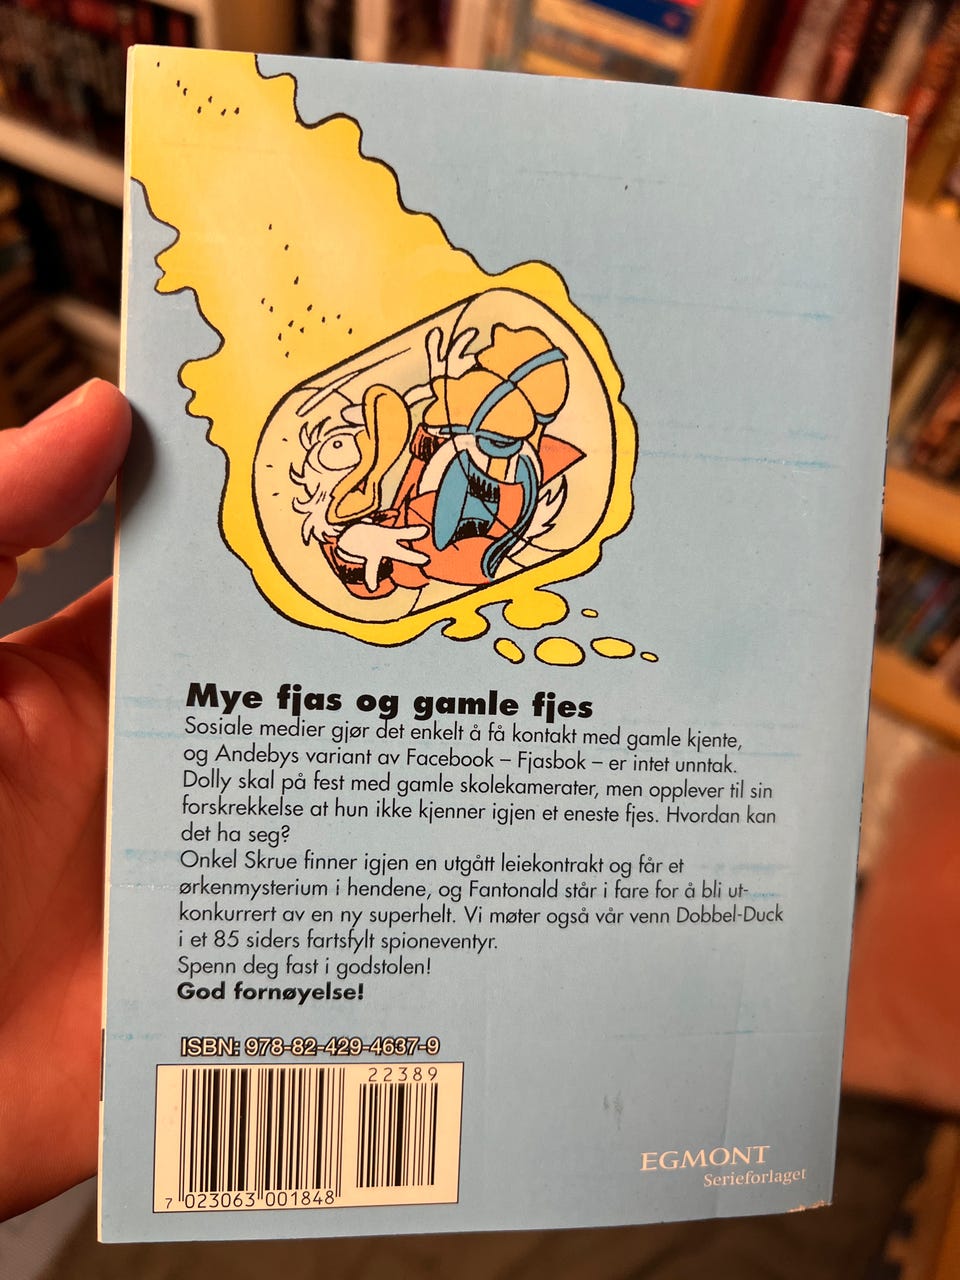 Mye fjas og gamle fjes
Sosiale medier gjør det enkelt å få kontakt med gamle kjente,
og Andebys variant av Facebook – Fjasbok – er intet unntak.
Dolly skal på fest med gamle skolekamerater, men opplever til sin
forskrekkelse at hun ikke kjenner igjen et eneste fjes. Hvordan kan
det ha seg?
Onkel Skrue finner igjen en utgått leiekontrakt og får et
ørkenmysterium i hendene, og Fantonald står i fare for å bli ut-
konkurrert av en ny superhelt. Vi møter også vår venn Dobbel-Duck
i et 85 siders fartsfylt spioneventyr.
Spenn deg fast i godstolen!
God fornøyelse!
ISBN: 978-82-429-4637-9
22389
7 023063 001848
EGMONT
Serieforlaget